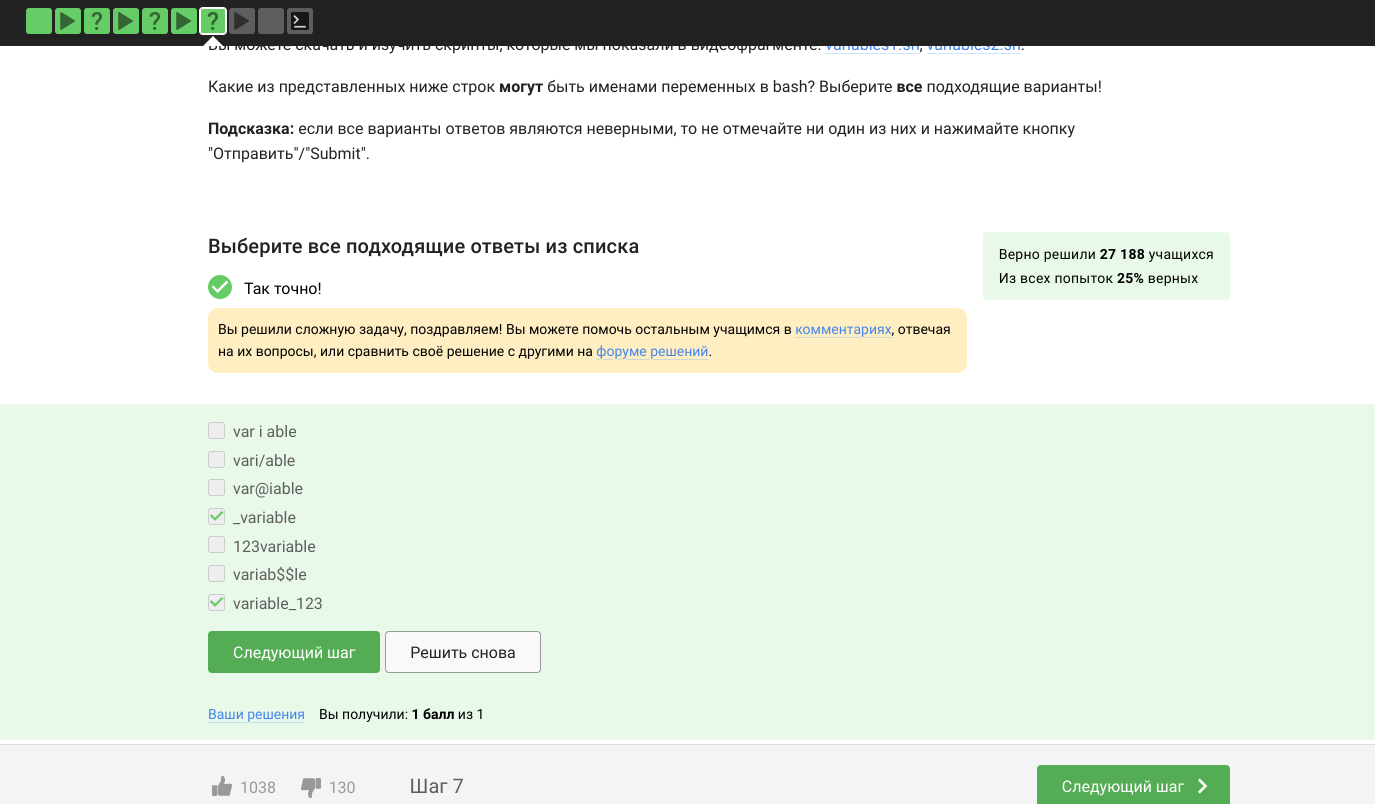 Вы можете скачать и изучить скрипты, которые мы показали в видеофрагменте: variables1.sh, variables2.sh.
Какие из представленных ниже строк могут быть именами переменных в bash? Выберите все подходящие варианты!
Подсказка: если все варианты ответов являются неверными, то не отмечайте ни один из них и нажимайте кнопку
"Отправить"/"Submit".
Выберите все подходящие ответы из списка
Верно решили 27 188 учащихся
Из всех попыток 25% верных
Так точно!
Вы решили сложную задачу, поздравляем! Вы можете помочь остальным учащимся в комментариях, отвечая
на их вопросы, или сравнить своё решение с другими на форуме решений.
var i able
vari/able
var@iable
_variable
123variable
variab$$le
variable_123
Следующий шаг
Решить снова
Ваши решения
Вы получили: 1 балл из 1
1038
130
Шаг 7
Следующий шаг